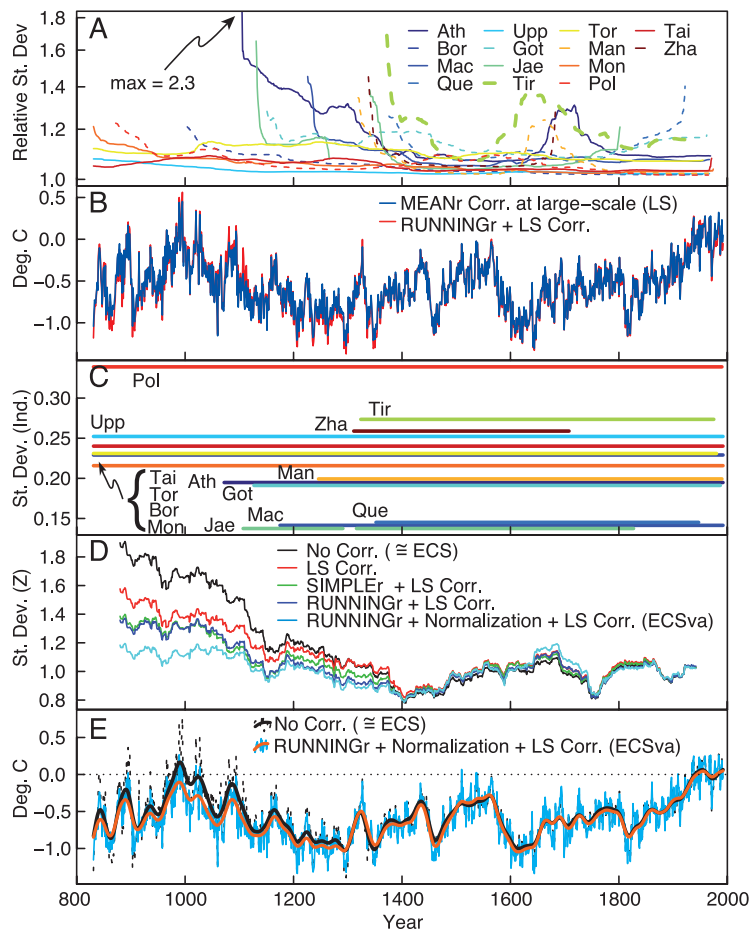 A
Relative St. Dev
1.8
1.6
1.4
1.2
1.0
max = 2.3
Ath Upp Tor Tai
Bor Got Man Zha
Mac Jae Mon
Que Tir Pol
B
Deg. C
0.5
0.0
−0.5
−1.0
MEANr Corr. at large-scale (LS)
RUNNINGr + LS Corr.
C
St. Dev. (Ind.)
0.30
0.25
0.20
0.15
Pol
Tir
Upp
Zha
Man
Tai
Ath
Tor
Got
Bor
Que
Mac
Mon
Jae
D
St. Dev. (Z)
1.8
1.6
1.4
1.2
1.0
0.8
No Corr. (≅ ECS)
LS Corr.
SIMPLEr + LS Corr.
RUNNINGr + LS Corr.
RUNNINGr + Normalization + LS Corr. (ECSva)
E
Deg. C
0.5
0.0
−0.5
−1.0
No Corr. (≅ ECS)
RUNNINGr + Normalization + LS Corr. (ECSva)
800 1000 1200 1400 1600 1800 2000
Year